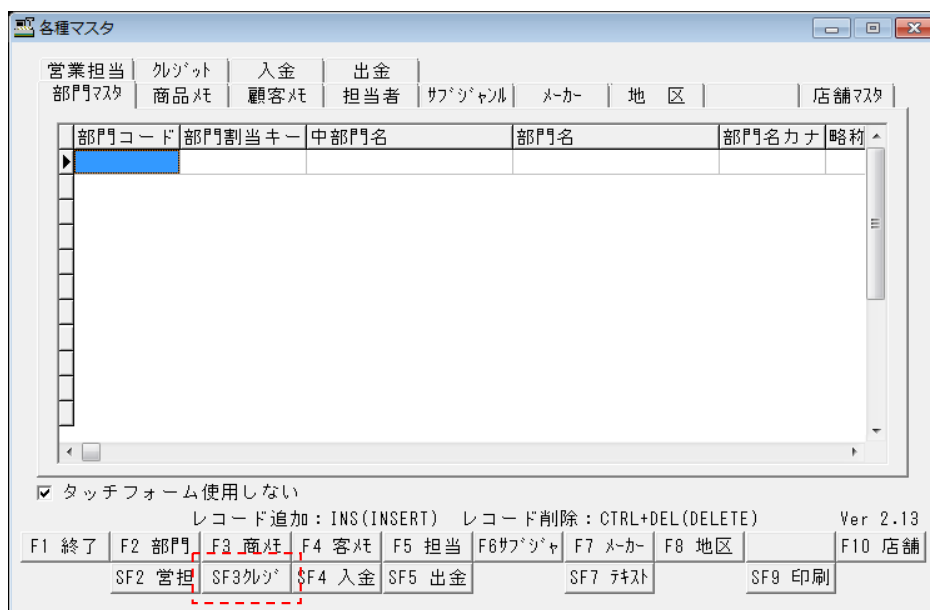 各種マスタ
営業担当 クレジット 入金 出金
部門マスタ 商品メモ 顧客メモ 担当者 サブジャンル メーカー 地 区 店舗マスタ
部門コード 部門割当キー 中部門名 部門名 部門名カナ 略称
タッチフォーム使用しない
レコード追加：INS(INSERT) レコード削除：CTRL+DEL(DELETE) Ver 2.13
F1 終了 F2 部門 F3 商メモ F4 客メモ F5 担当 F6サブジャ F7 メーカー F8 地区 F10 店舗
SF2 営担 SF3クレジ SF4 入金 SF5 出金 SF7 テキスト SF9 印刷